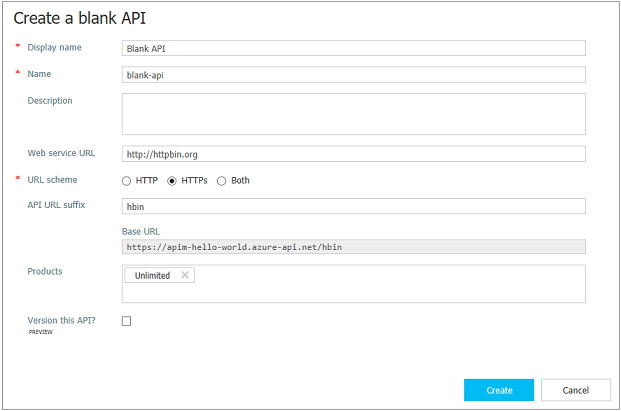 Create a blank API
* Display name Blank API
* Name blank-api
Description
Web service URL http://httpbin.org
* URL scheme HTTP HTTPs Both
API URL suffix hbin
Base URL
https://apim-hello-world.azure-api.net/hbin
Products Unlimited
Version this API?
PREVIEW
Create Cancel